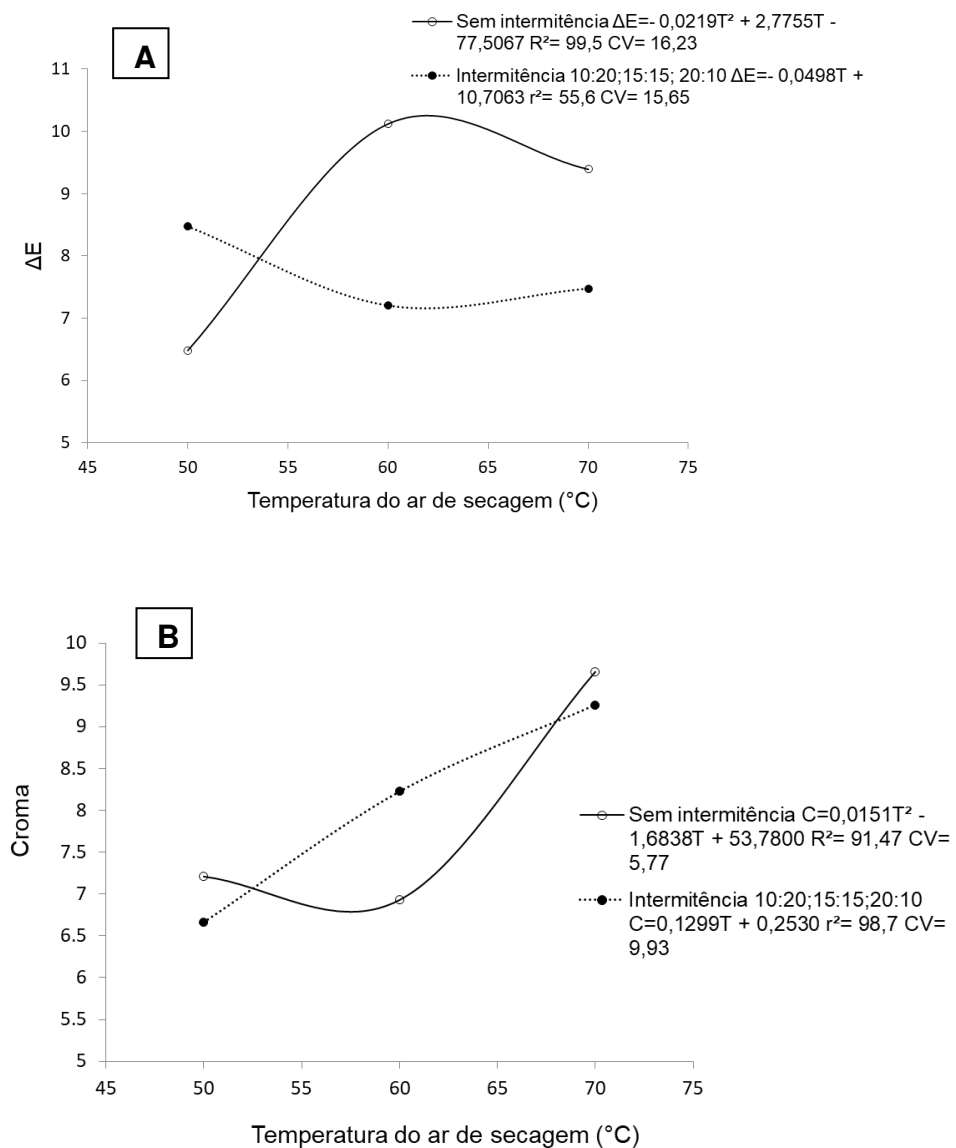 A
Sem intermitência ΔE=- 0,0219T² + 2,7755T -
77,5067 R²= 99,5 CV= 16,23
Intermitência 10:20;15:15; 20:10 ΔE=- 0,0498T +
10,7063 r²= 55,6 CV= 15,65
11
10
9
8
7
6
5
ΔE
45 50 55 60 65 70 75
Temperatura do ar de secagem (°C)
B
10
9.5
9
8.5
8
7.5
7
6.5
6
5.5
5
Croma
Sem intermitência C=0,0151T² -
1,6838T + 53,7800 R²= 91,47 CV=
5,77
Intermitência 10:20;15:15;20:10
C=0,1299T + 0,2530 r²= 98,7 CV=
9,93
45 50 55 60 65 70 75
Temperatura do ar de secagem (°C)